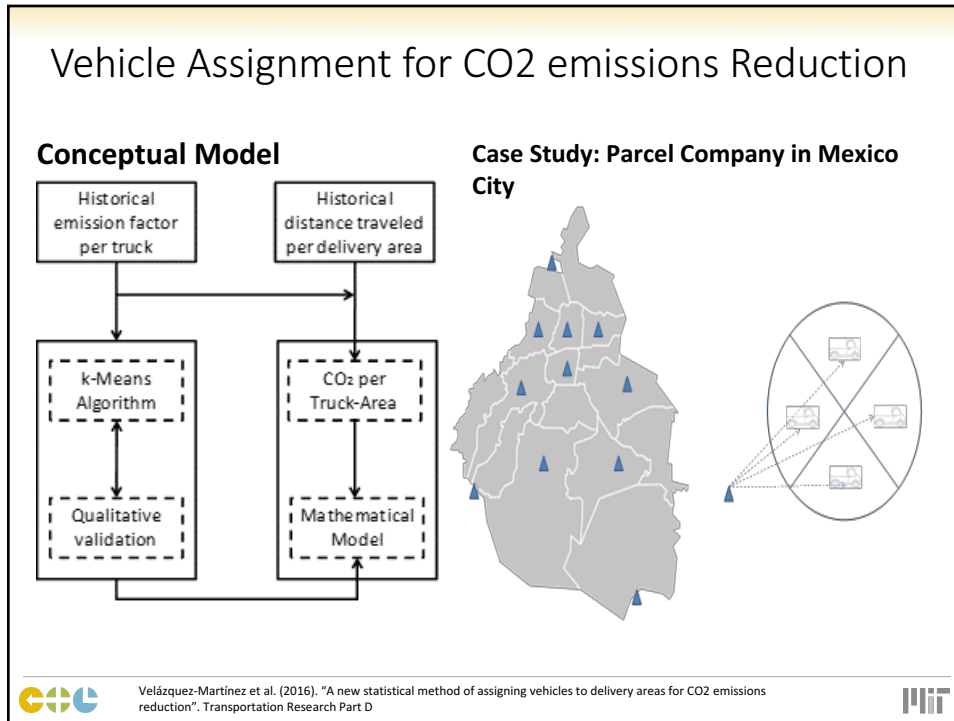 Vehicle Assignment for CO2 emissions Reduction
Conceptual Model
Historical
emission factor
per truck
Historical
distance traveled
per delivery area
k-Means
Algorithm
CO₂ per
Truck-Area
Qualitative
validation
Mathematical
Model
Case Study: Parcel Company in Mexico
City
Velázquez-Martínez et al. (2016). “A new statistical method of assigning vehicles to delivery areas for CO2 emissions
reduction”. Transportation Research Part D